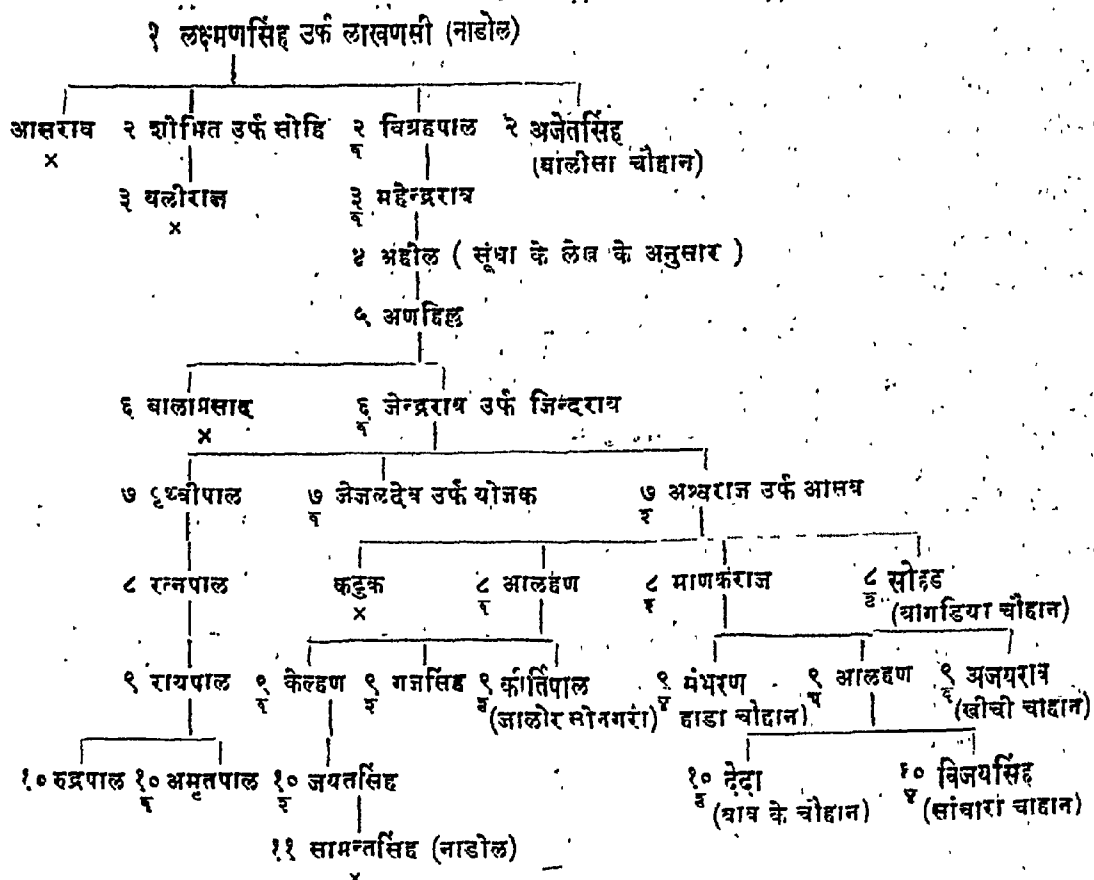 १ लक्ष्मणसिंह उर्फ लाखणसी (नाडोल)
आसराव २ शोभित उर्फ सोहि २ विग्रहपाल २ अजेतसिंह
× व (वालीसा चौहान)
३ वलीराज ३ महेन्द्रराव
× व
४ अहील ( सूंधा के लेख के अनुसार )
५ अणहिल
६ बालाप्रसाद ६ जेन्द्रराव उर्फ जिन्दराव
×
७ पृथ्वीपाल ७ जेजलदेव उर्फ योजक ७ अश्वराज उर्फ आसव
८ रत्नपाल कटुक ८ आलहण ८ माणकराज ८ सोहड
× (वागडिया चौहान)
९ रायपाल ९ केल्हण ९ गजसिंह ९ कीर्तिपाल ९ संभरण ९ आलहण ९ अजयराव
(जालोर सोनगरा) हाडा चोहान) (खीची चाहान)
१० रुद्रपाल १० अमृतपाल १० जयतसिंह १० देदा १० विजयसिंह
(वाव के चौहान) (सांचारा चाहान)
११ सामन्तसिंह (नाडोल)
×